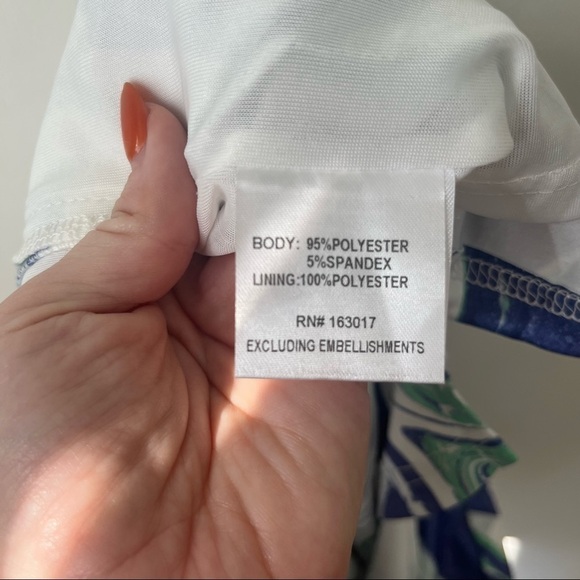 BODY: 95%POLYESTER
5%SPANDEX
LINING:100%POLYESTER
RN# 163017
EXCLUDING EMBELLISHMENTS